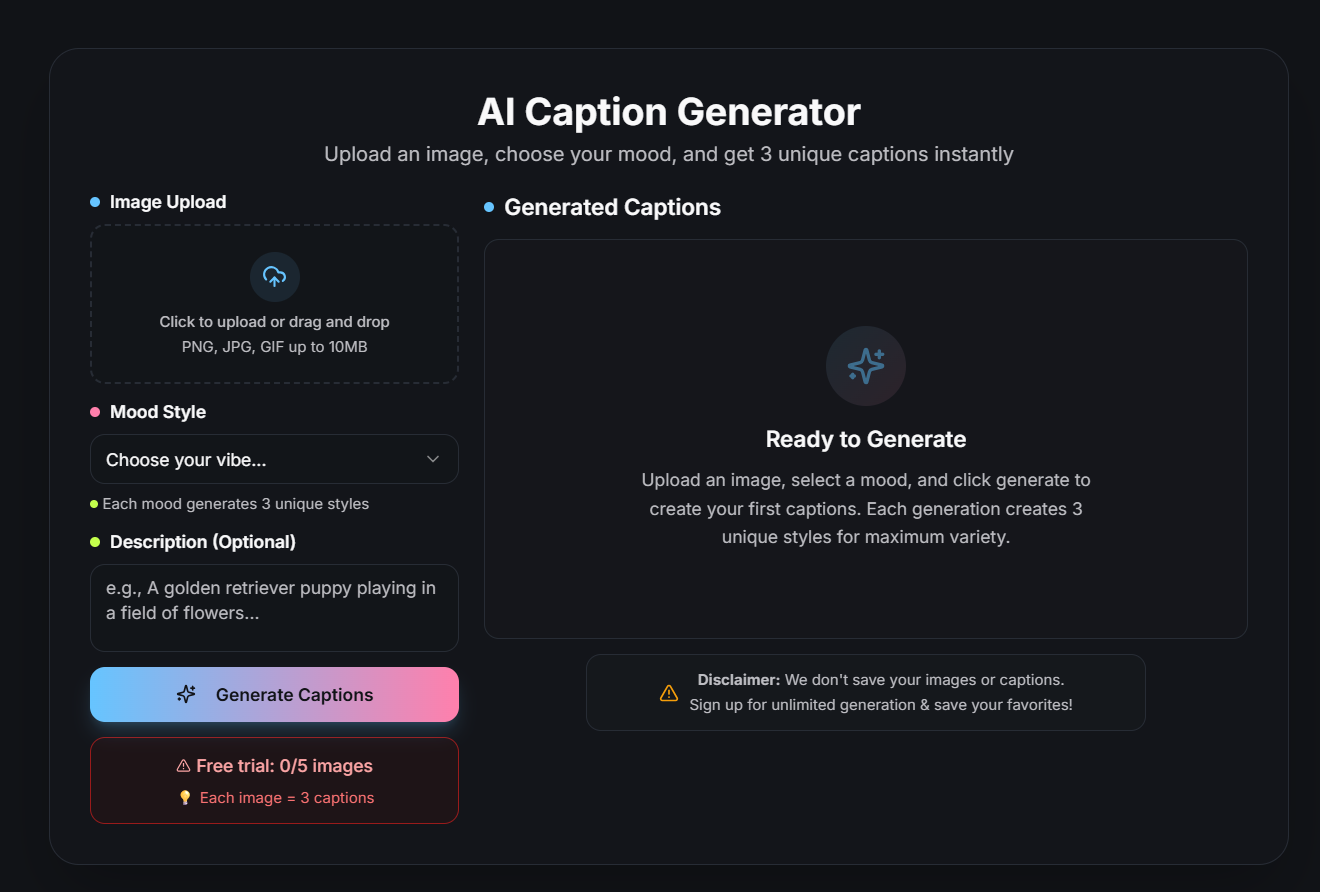 AI Caption Generator
Upload an image, choose your mood, and get 3 unique captions instantly
Image Upload
Click to upload or drag and drop
PNG, JPG, GIF up to 10MB
Mood Style
Choose your vibe...
Each mood generates 3 unique styles
Description (Optional)
e.g., A golden retriever puppy playing in
a field of flowers...
Generate Captions
Free trial: 0/5 images
Each image = 3 captions
Generated Captions
Ready to Generate
Upload an image, select a mood, and click generate to
create your first captions. Each generation creates 3
unique styles for maximum variety.
Disclaimer: We don't save your images or captions.
Sign up for unlimited generation & save your favorites!